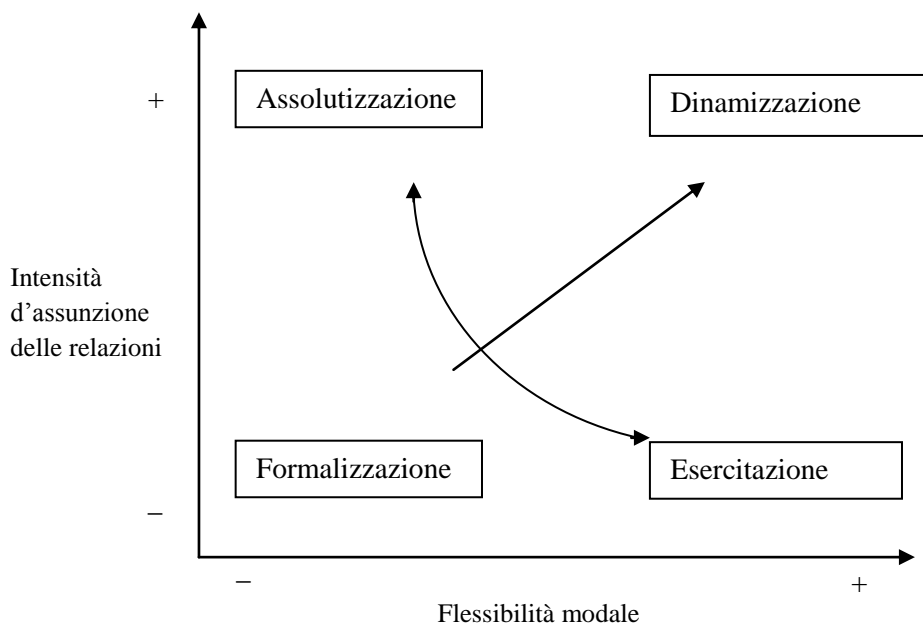 +
Assolutizzazione
Dinamizzazione
Intensità
d’assunzione
delle relazioni
Formalizzazione
Esercitazione
–
–
+
Flessibilità modale